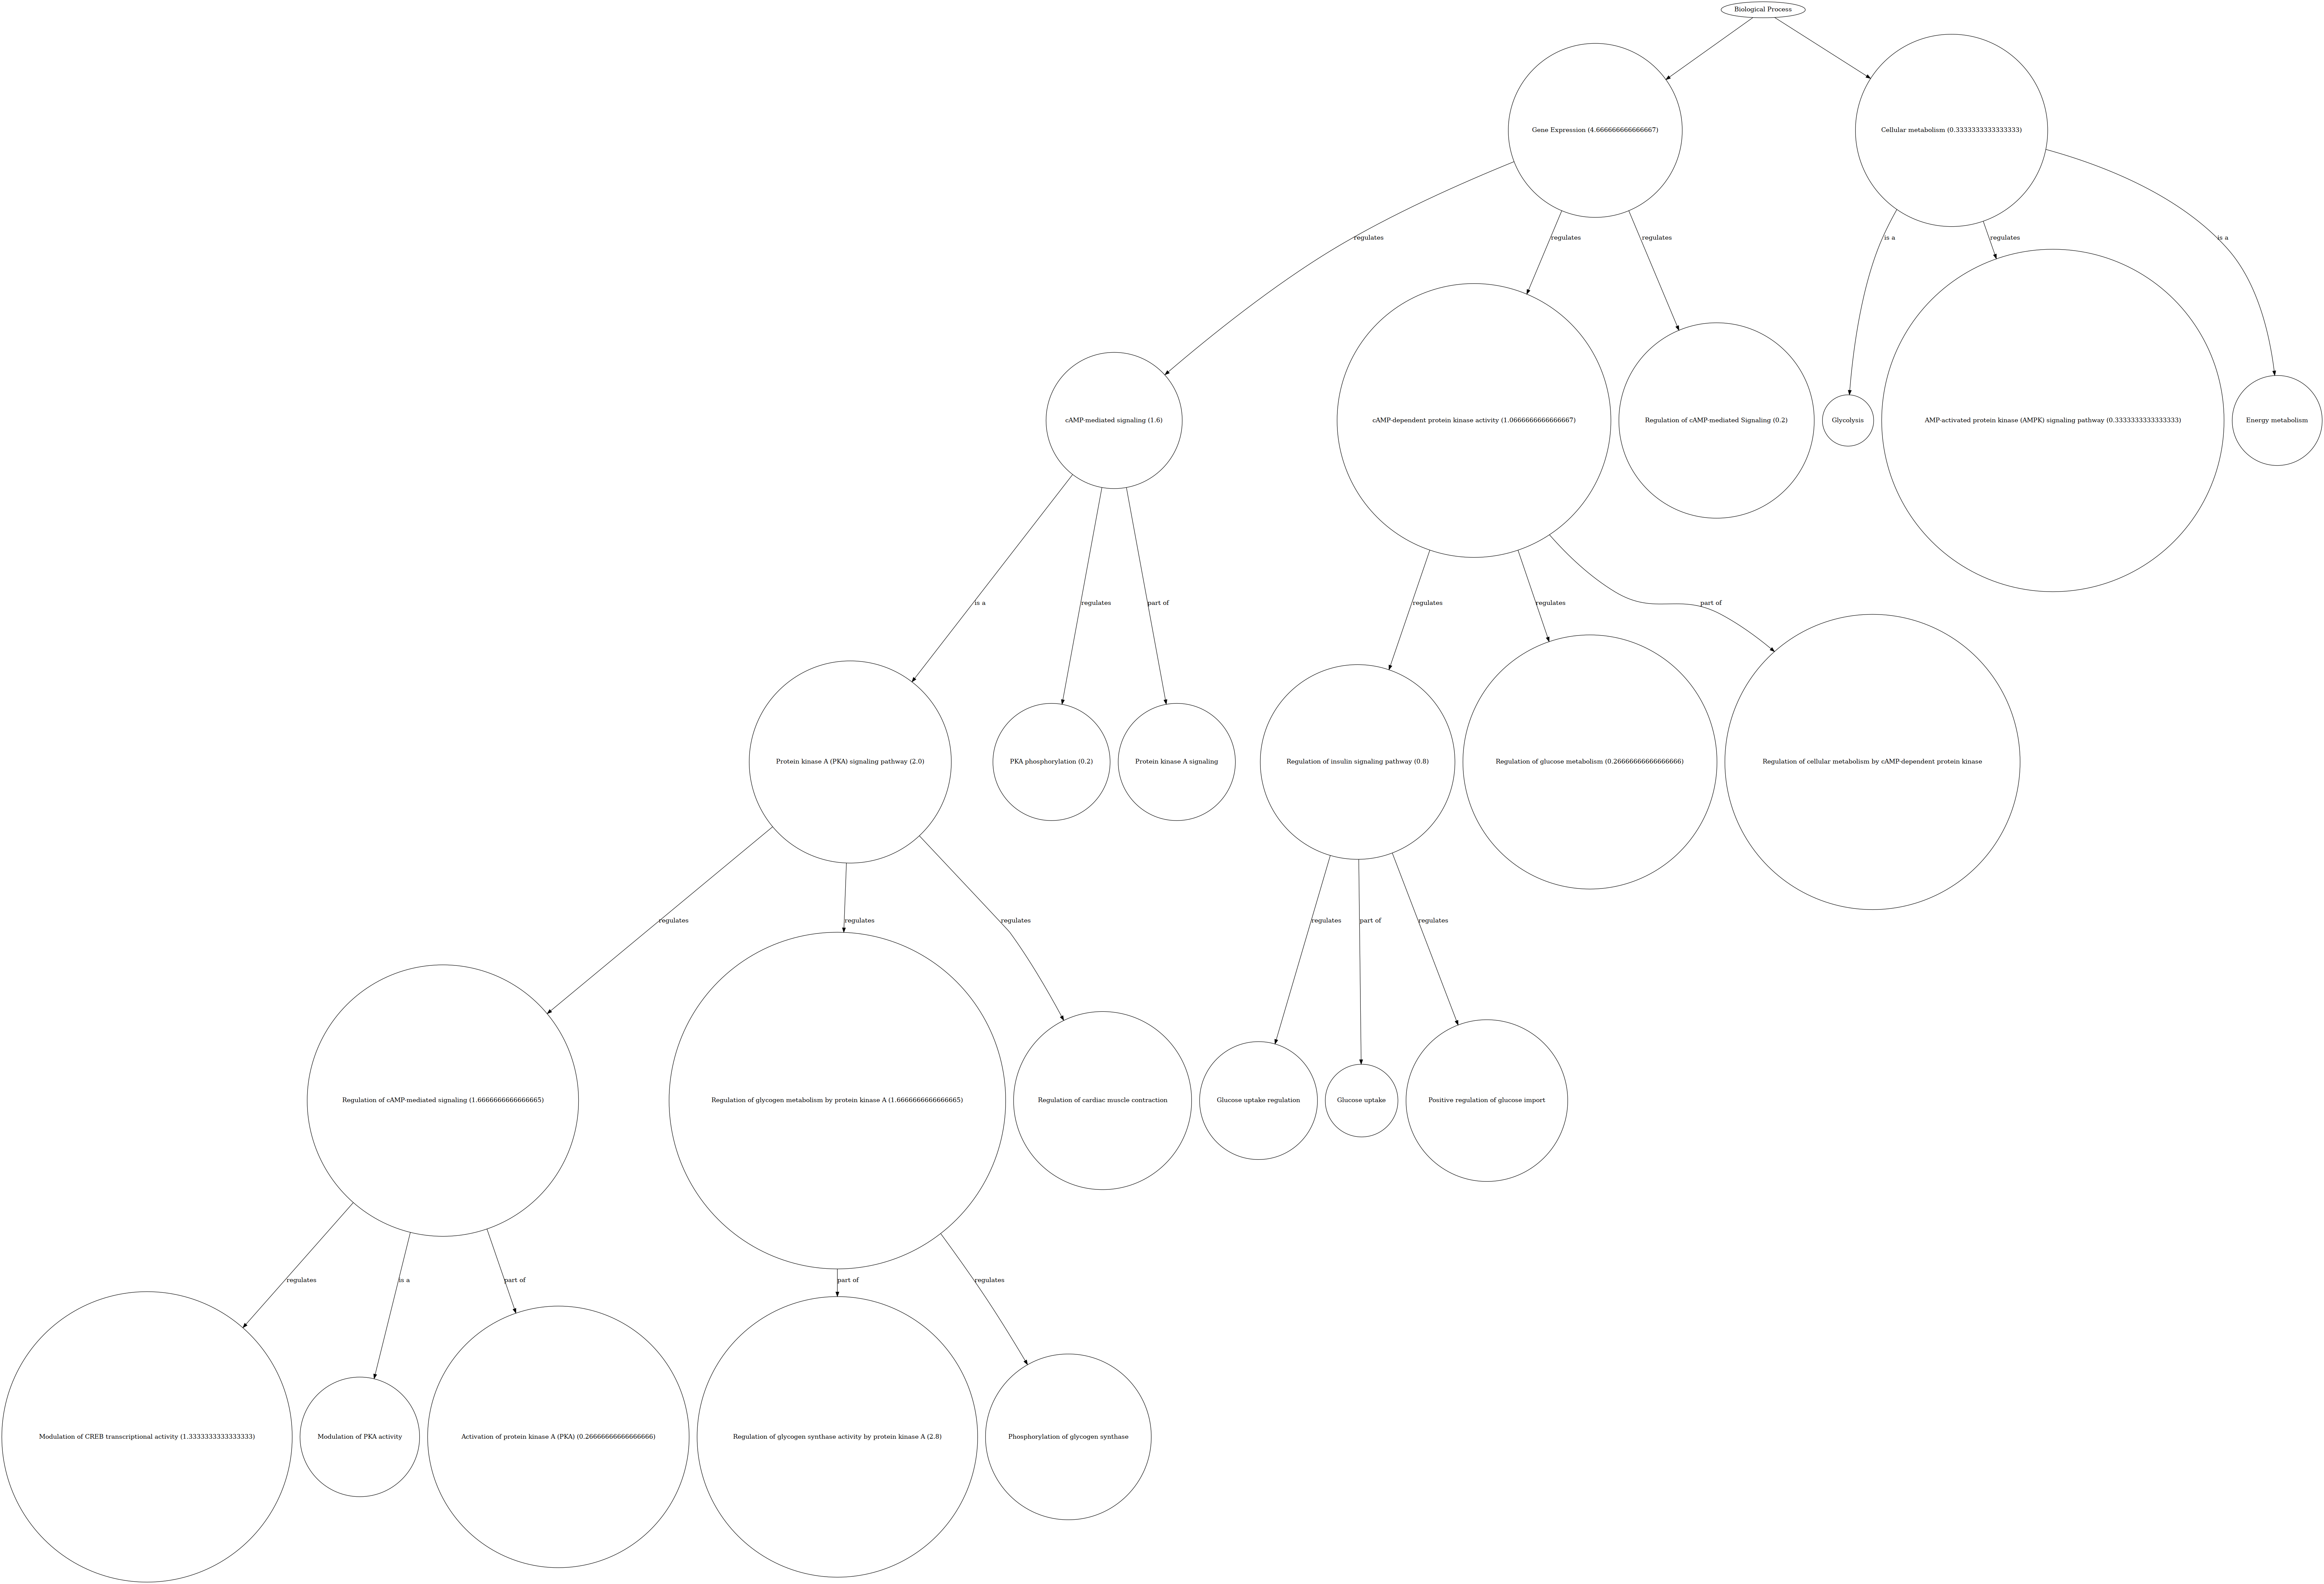 Biological Process
Gene Expression (4.666666666666667)
Cellular metabolism (0.3333333333333333)
regulates
regulates
regulates
is a
regulates
is a
cAMP-mediated signaling (1.6)
cAMP-dependent protein kinase activity (1.0666666666666667)
Regulation of cAMP-mediated Signaling (0.2)
Glycolysis
AMP-activated protein kinase (AMPK) signaling pathway (0.3333333333333333)
Energy metabolism
is a
regulates
part of
regulates
regulates
part of
Protein kinase A (PKA) signaling pathway (2.0)
PKA phosphorylation (0.2)
Protein kinase A signaling
Regulation of insulin signaling pathway (0.8)
Regulation of glucose metabolism (0.26666666666666666)
Regulation of cellular metabolism by cAMP-dependent protein kinase
regulates
regulates
regulates
regulates
part of
regulates
Regulation of cAMP-mediated signaling (1.6666666666666665)
Regulation of glycogen metabolism by protein kinase A (1.6666666666666665)
Regulation of cardiac muscle contraction
Glucose uptake regulation
Glucose uptake
Positive regulation of glucose import
regulates
is a
part of
part of
regulates
Modulation of CREB transcriptional activity (1.3333333333333333)
Modulation of PKA activity
Activation of protein kinase A (PKA) (0.26666666666666666)
Regulation of glycogen synthase activity by protein kinase A (2.8)
Phosphorylation of glycogen synthase